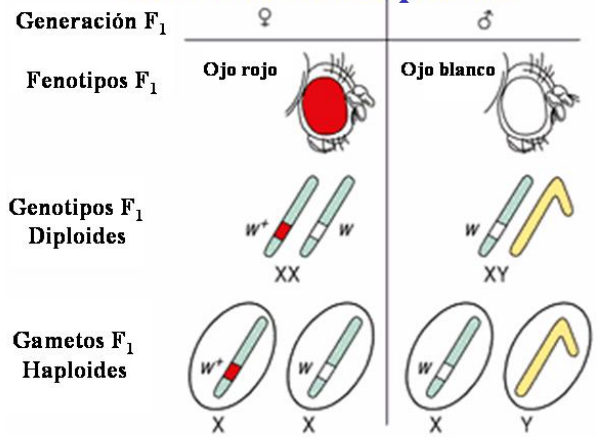 Generación F₁ ♀ ♂
Fenotipos F₁
Ojo rojo
Ojo blanco
Genotipos F₁
Diploides
w⁺ w
XX
w
XY
Gametos F₁
Haploides
w⁺ w w
X X X Y